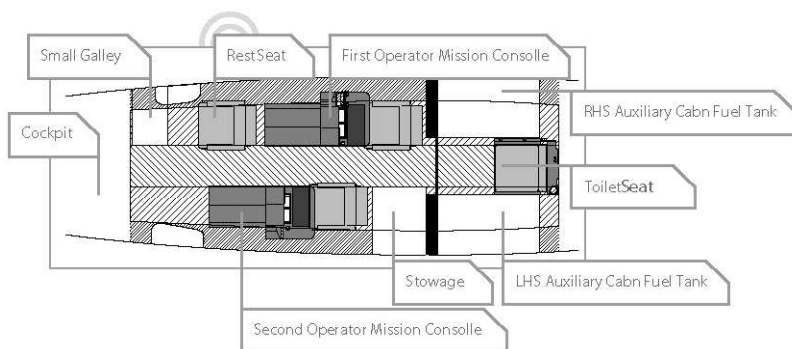 Small Galley
RestSeat
First Operator Mission Consolle
Cockpit
RHS Auxiliary Cabn Fuel Tank
ToiletSeat
Stowage
LHS Auxiliary Cabn Fuel Tank
Second Operator Mission Consolle